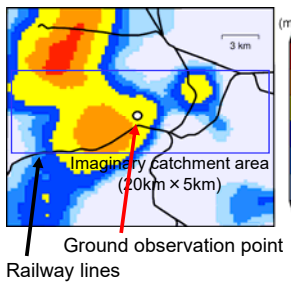 (m
3 km
Imaginary catchment area
(20km×5km)
Ground observation point
Railway lines